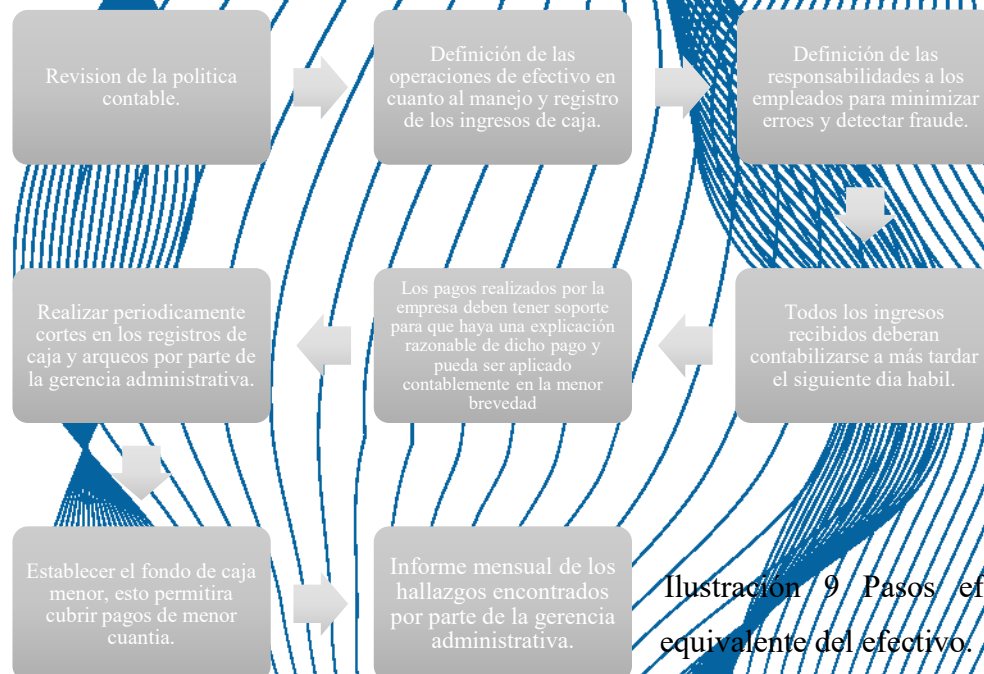 Revision de la politica
contable.
Definición de las
operaciones de efectivo en
cuanto al manejo y registro
de los ingresos de caja.
Definición de las
responsabilidades a los
empleados para minimizar
erroes y detectar fraude.
Todos los ingresos
recibidos deberan
contabilizarse a más tardar
el siguiente dia habil.
Los pagos realizados por la
empresa deben tener soporte
para que haya una explicación
razonable de dicho pago y
pueda ser aplicado
contablemente en la menor
brevedad
Realizar periodicamente
cortes en los registros de
caja y arqueos por parte de
la gerencia administrativa.
Establecer el fondo de caja
menor, esto permitira
cubrir pagos de menor
cuantia.
Informe mensual de los
hallazgos encontrados
por parte de la gerencia
administrativa.
Ilustración 9 Pasos ef
equivalente del efectivo.